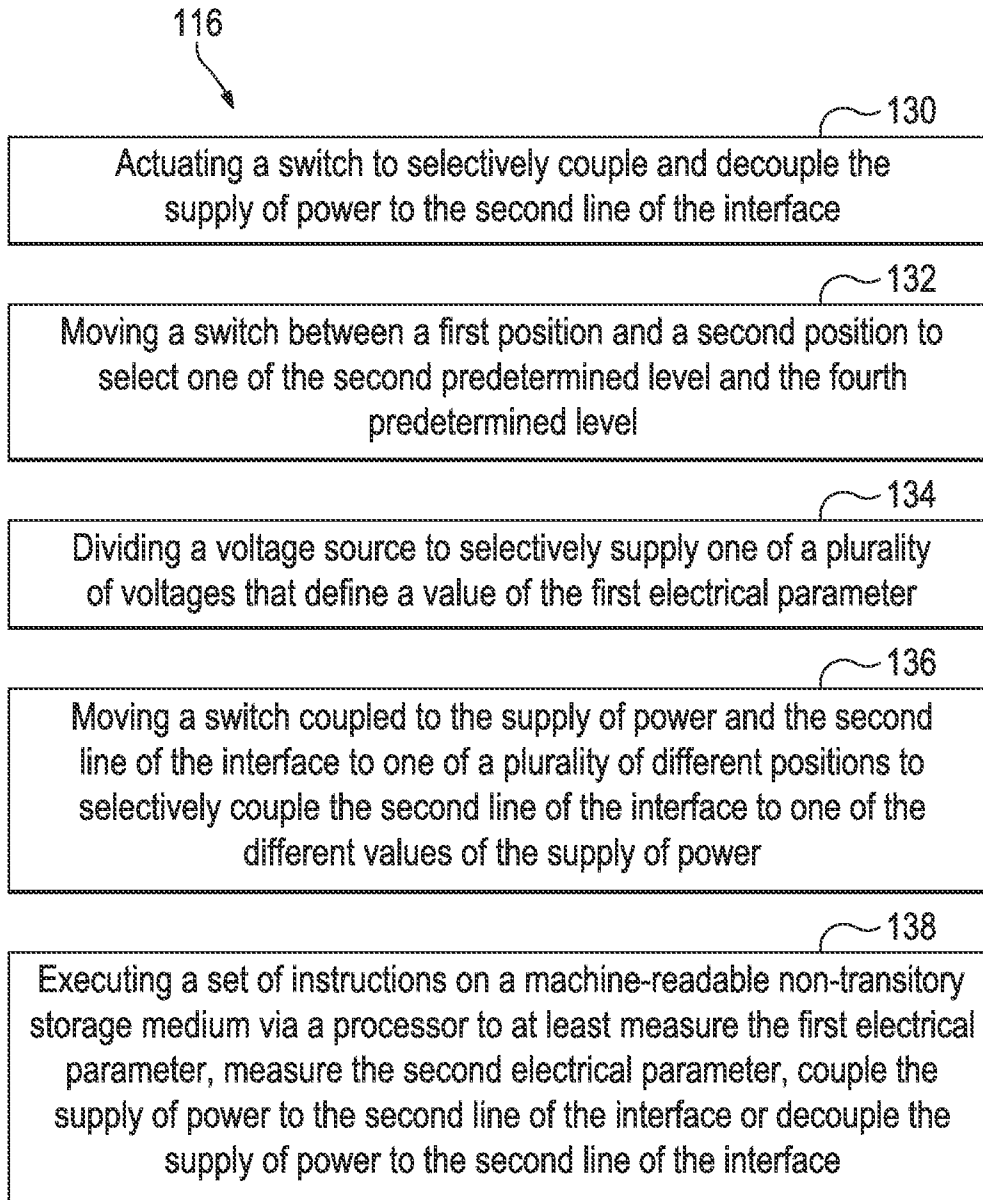 116
130
Actuating a switch to selectively couple and decouple the
supply of power to the second line of the interface
132
Moving a switch between a first position and a second position to
select one of the second predetermined level and the fourth
predetermined level
134
Dividing a voltage source to selectively supply one of a plurality
of voltages that define a value of the first electrical parameter
136
Moving a switch coupled to the supply of power and the second
line of the interface to one of a plurality of different positions to
selectively couple the second line of the interface to one of the
different values of the supply of power
138
Executing a set of instructions on a machine-readable non-transitory
storage medium via a processor to at least measure the first electrical
parameter, measure the second electrical parameter, couple the
supply of power to the second line of the interface or decouple the
supply of power to the second line of the interface